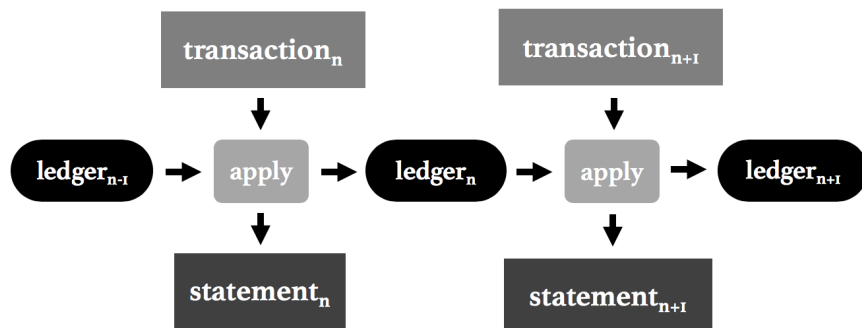 transactionₙ
transactionₙ₊₁
ledgerₙ₋₁
apply
ledgerₙ
apply
ledgerₙ₊₁
statementₙ
statementₙ₊₁